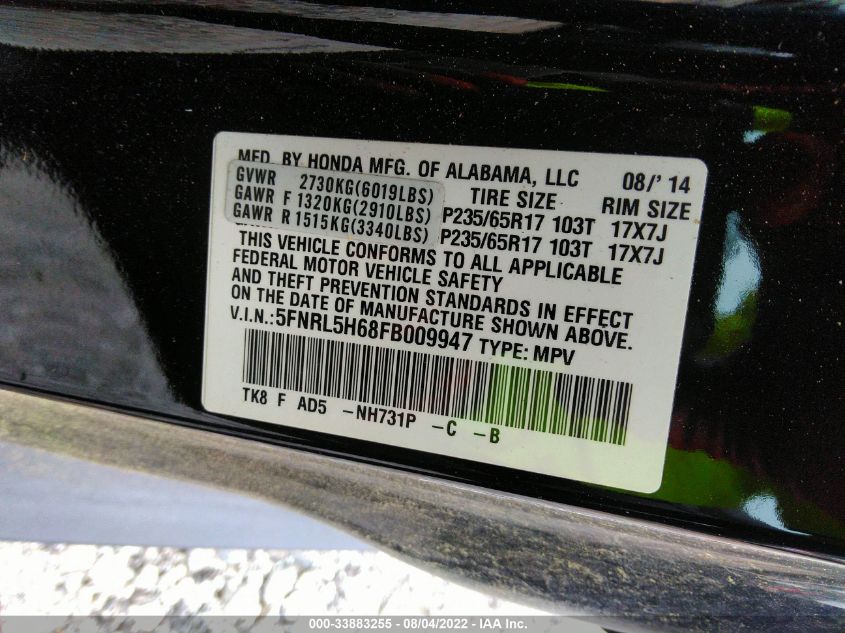 MFD. BY HONDA MFG. OF ALABAMA, LLC 08/' 14
GVWR 2730KG(6019LBS) TIRE SIZE RIM SIZE
GAWR F 1320KG(2910LBS) P235/65R17 103T 17X7J
GAWR R 1515KG(3340LBS) P235/65R17 103T 17X7J
THIS VEHICLE CONFORMS TO ALL APPLICABLE
FEDERAL MOTOR VEHICLE SAFETY
AND THEFT PREVENTION STANDARDS IN EFFECT
ON THE DATE OF MANUFACTURE SHOWN ABOVE.
V.I.N.:5FNRL5H68FB009947 TYPE: MPV
TK8 F AD5 -NH731P -C -B
000-33883255 - 08/04/2022 - IAA Inc.